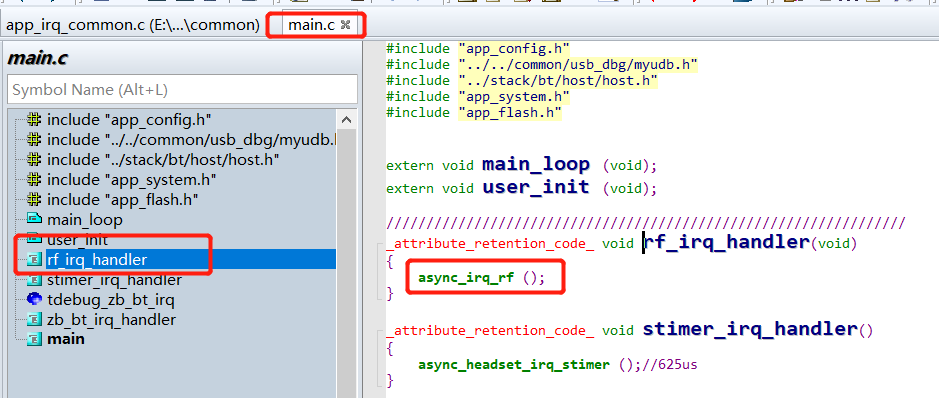 app_irq_common.c (E:\...\common)
main.c
main.c
Symbol Name (Alt+L)
include "app_config.h"
include "../../common/usb_dbg/myudb.h
include "../stack/bt/host/host.h"
include "app_system.h"
include "app_flash.h"
main_loop
user_init
rf_irq_handler
stimer_irq_handler
tdebug_zb_bt_irq
zb_bt_irq_handler
main
#include "app_config.h"
#include "../../common/usb_dbg/myudb.h"
#include "../stack/bt/host/host.h"
#include "app_system.h"
#include "app_flash.h"
extern void main_loop (void);
extern void user_init (void);
/////////////////////////////////////////////////////////////////
_attribute_retention_code_ void rf_irq_handler(void)
{
async_irq_rf ();
}
_attribute_retention_code_ void stimer_irq_handler()
{
async_headset_irq_stimer ();//625us
}